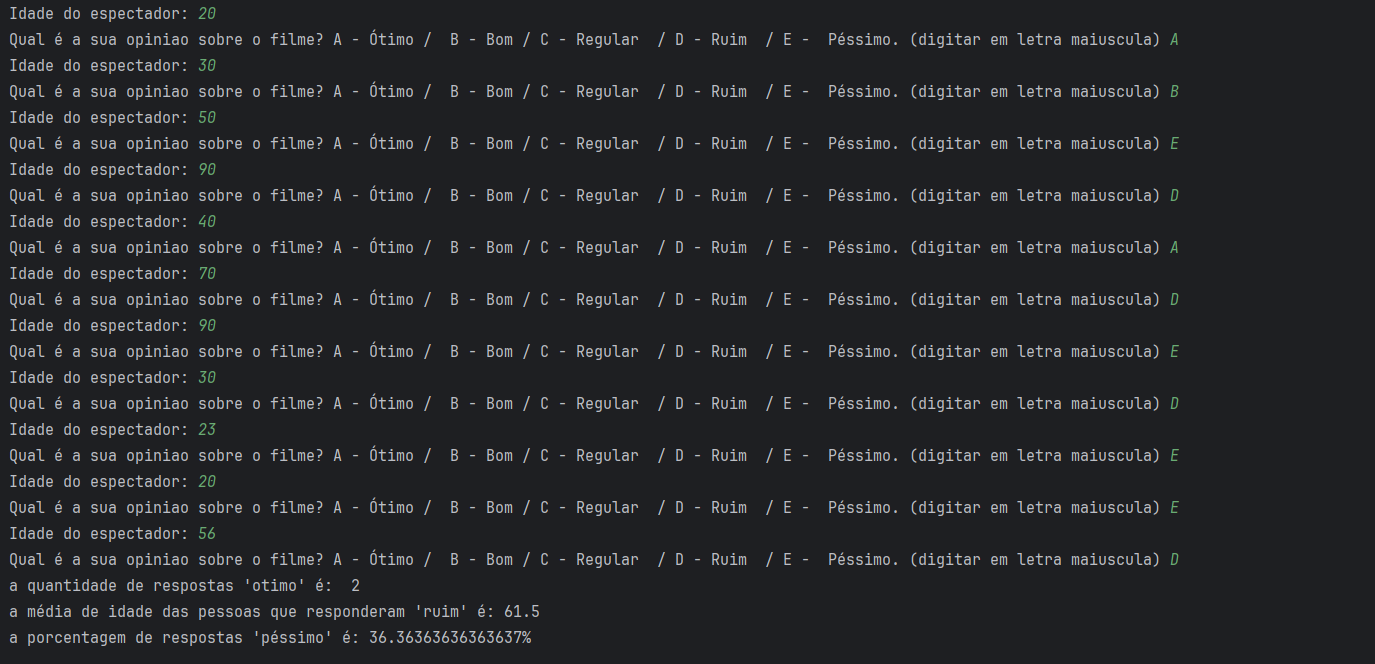 Idade do espectador: 20
Qual é a sua opiniao sobre o filme? A - Ótimo /  B - Bom / C - Regular  / D - Ruim  / E -  Péssimo. (digitar em letra maiuscula) A
Idade do espectador: 30
Qual é a sua opiniao sobre o filme? A - Ótimo /  B - Bom / C - Regular  / D - Ruim  / E -  Péssimo. (digitar em letra maiuscula) B
Idade do espectador: 50
Qual é a sua opiniao sobre o filme? A - Ótimo /  B - Bom / C - Regular  / D - Ruim  / E -  Péssimo. (digitar em letra maiuscula) E
Idade do espectador: 90
Qual é a sua opiniao sobre o filme? A - Ótimo /  B - Bom / C - Regular  / D - Ruim  / E -  Péssimo. (digitar em letra maiuscula) D
Idade do espectador: 40
Qual é a sua opiniao sobre o filme? A - Ótimo /  B - Bom / C - Regular  / D - Ruim  / E -  Péssimo. (digitar em letra maiuscula) A
Idade do espectador: 70
Qual é a sua opiniao sobre o filme? A - Ótimo /  B - Bom / C - Regular  / D - Ruim  / E -  Péssimo. (digitar em letra maiuscula) D
Idade do espectador: 90
Qual é a sua opiniao sobre o filme? A - Ótimo /  B - Bom / C - Regular  / D - Ruim  / E -  Péssimo. (digitar em letra maiuscula) E
Idade do espectador: 30
Qual é a sua opiniao sobre o filme? A - Ótimo /  B - Bom / C - Regular  / D - Ruim  / E -  Péssimo. (digitar em letra maiuscula) D
Idade do espectador: 23
Qual é a sua opiniao sobre o filme? A - Ótimo /  B - Bom / C - Regular  / D - Ruim  / E -  Péssimo. (digitar em letra maiuscula) E
Idade do espectador: 20
Qual é a sua opiniao sobre o filme? A - Ótimo /  B - Bom / C - Regular  / D - Ruim  / E -  Péssimo. (digitar em letra maiuscula) E
Idade do espectador: 56
Qual é a sua opiniao sobre o filme? A - Ótimo /  B - Bom / C - Regular  / D - Ruim  / E -  Péssimo. (digitar em letra maiuscula) D
a quantidade de respostas 'otimo' é:  2
a média de idade das pessoas que responderam 'ruim' é: 61.5
a porcentagem de respostas 'péssimo' é: 36.36363636363637%